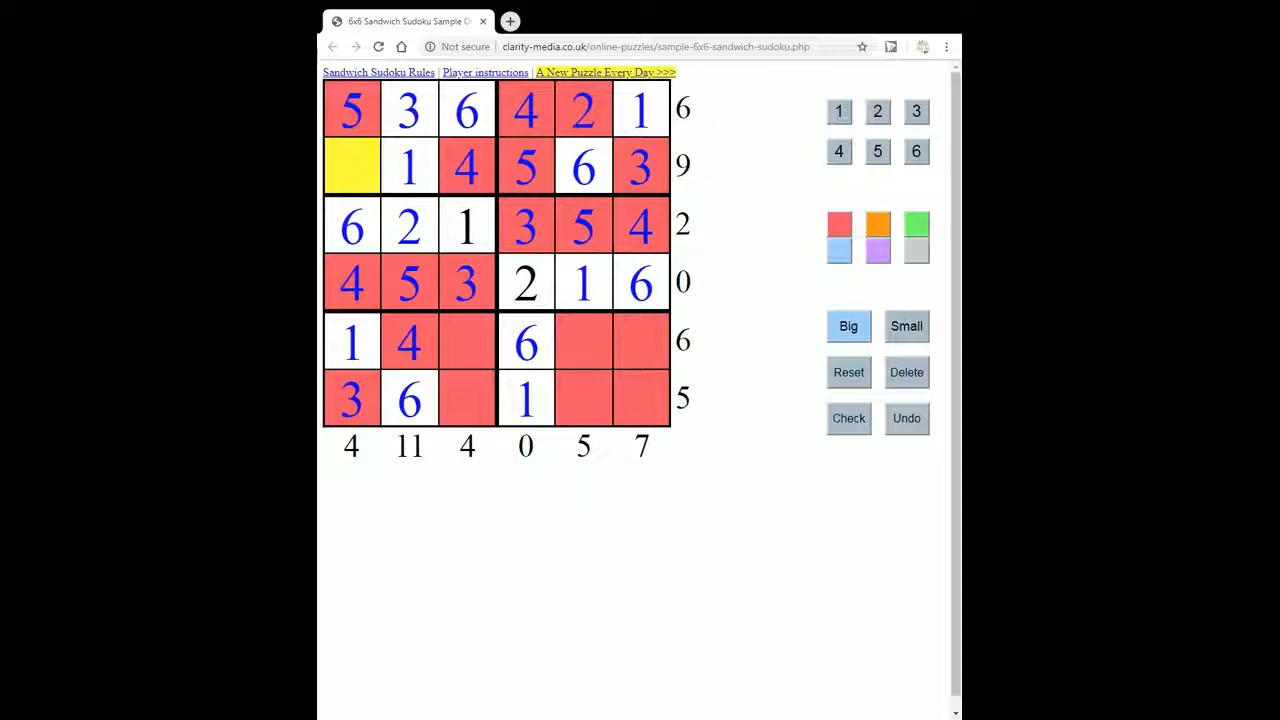 6x6 Sandwich Sudoku Sample O
Not secure | clarity-media.co.uk/online-puzzles/sample-6x6-sandwich-sudoku.php
Sandwich Sudoku Rules | Player instructions | A New Puzzle Every Day >>>
5 3 6 4 2 1 6
1 4 5 6 3 9
6 2 1 3 5 4 2
4 5 3 2 1 6 0
1 4 6 6
3 6 1 5
4 11 4 0 5 7
1 2 3
4 5 6
Big Small
Reset Delete
Check Undo